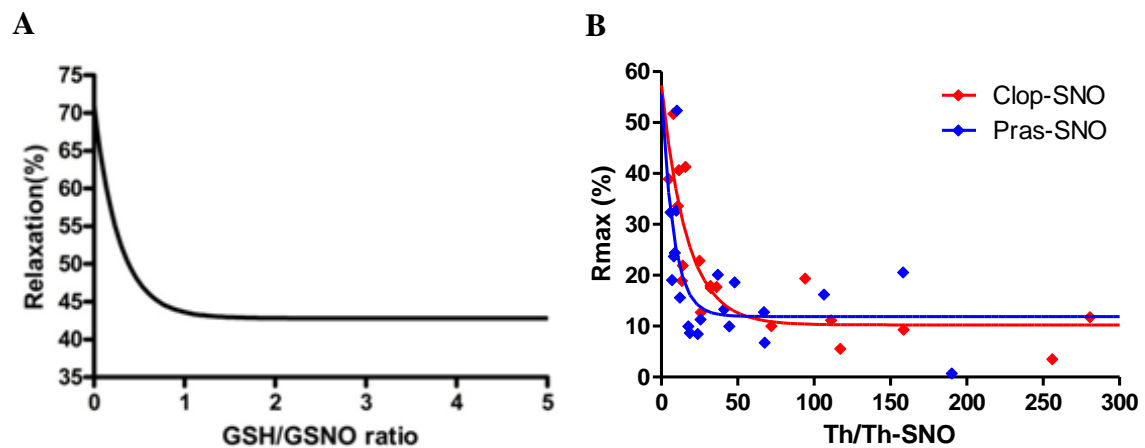 A
B
75
70
65
60
55
50
45
40
35
Relaxation(%)
0 1 2 3 4 5
GSH/GSNO ratio
60
50
40
30
20
10
0
Rmax (%)
Clop-SNO
Pras-SNO
0 50 100 150 200 250 300
Th/Th-SNO